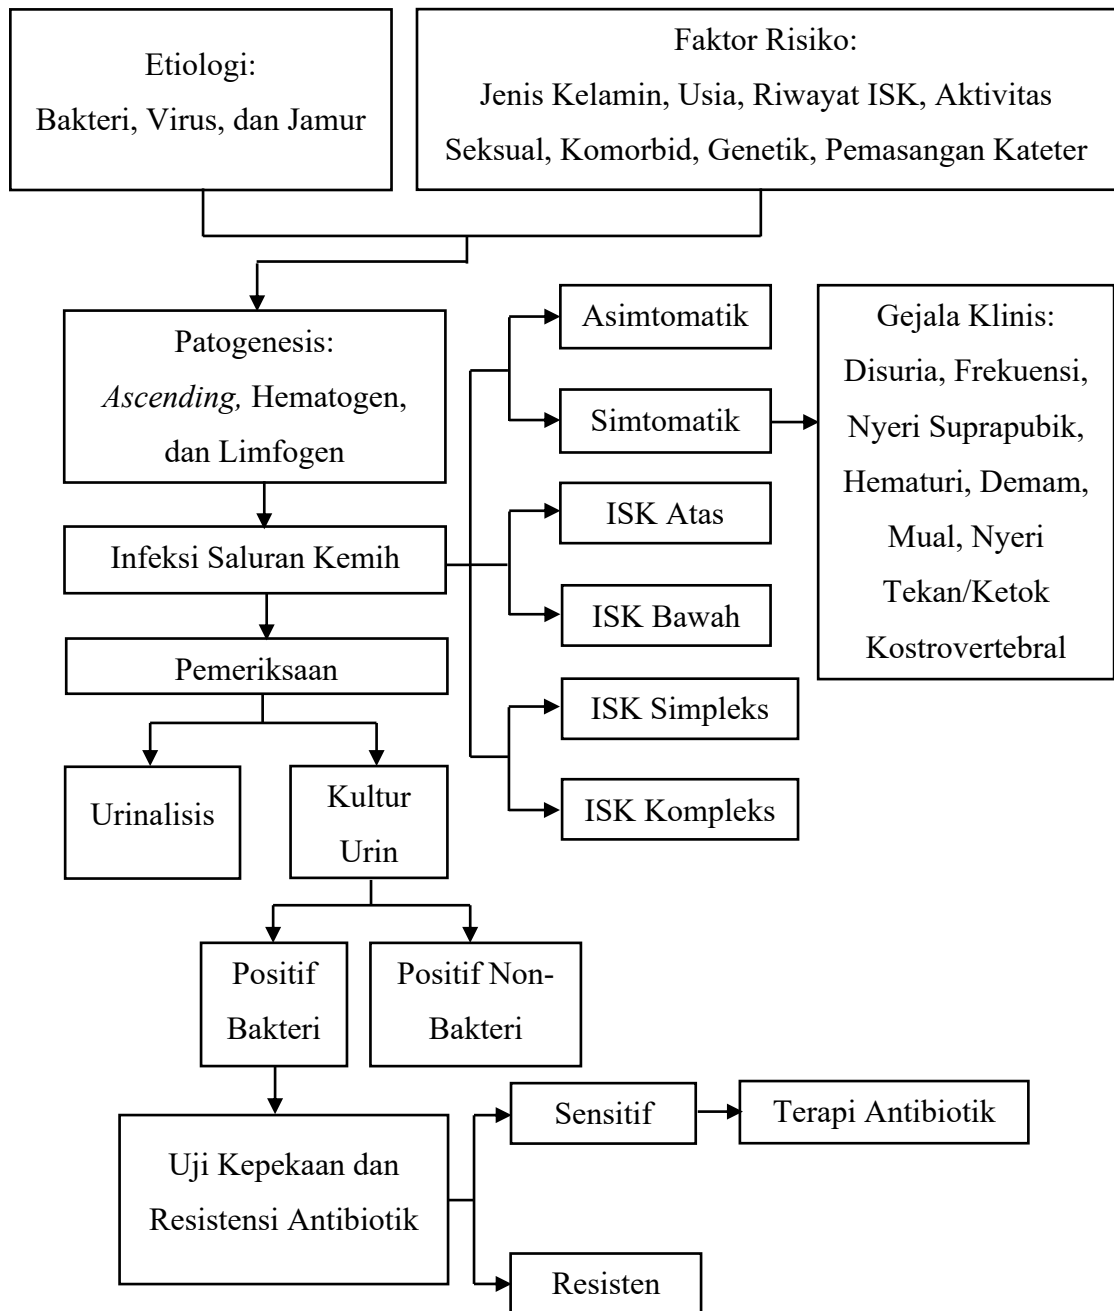 Etiologi:
Bakteri, Virus, dan Jamur
Faktor Risiko:
Jenis Kelamin, Usia, Riwayat ISK, Aktivitas
Seksual, Komorbid, Genetik, Pemasangan Kateter
Patogenesis:
Ascending, Hematogen,
dan Limfogen
Asimtomatik
Simtomatik
Gejala Klinis:
Disuria, Frekuensi,
Nyeri Suprapubik,
Hematuri, Demam,
Mual, Nyeri
Tekan/Ketok
Kostrovertebral
ISK Atas
Infeksi Saluran Kemih
ISK Bawah
Pemeriksaan
ISK Simpleks
ISK Kompleks
Urinalisis
Kultur
Urin
Positif
Bakteri
Positif Non-
Bakteri
Uji Kepekaan dan
Resistensi Antibiotik
Sensitif
Terapi Antibiotik
Resisten